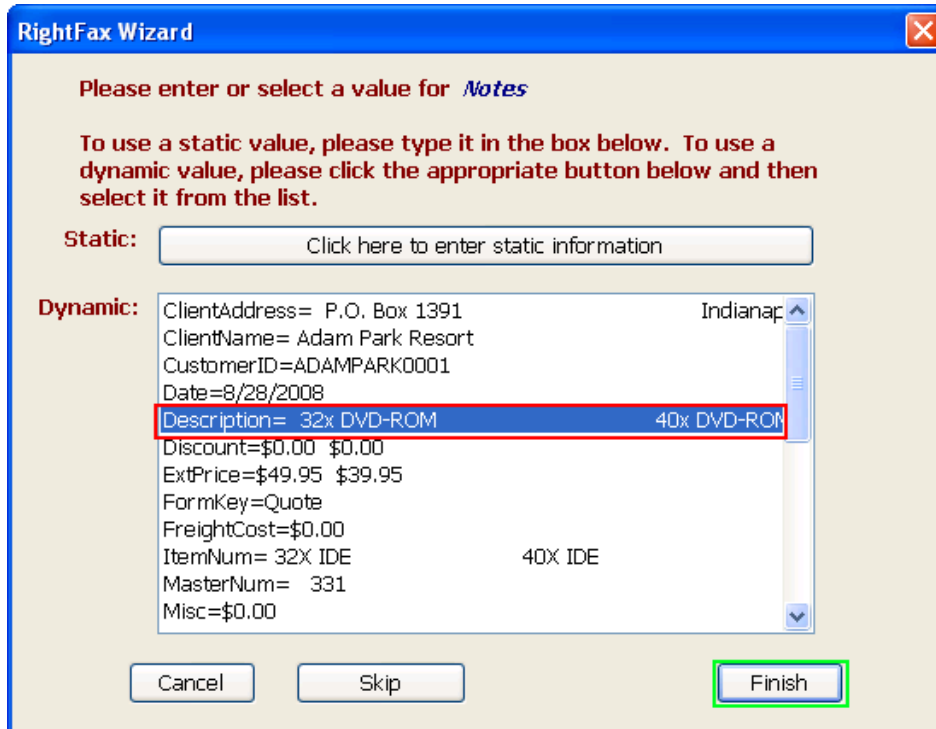 RightFax Wizard
Please enter or select a value for Notes
To use a static value, please type it in the box below. To use a
dynamic value, please click the appropriate button below and then
select it from the list.
Static: Click here to enter static information
Dynamic: ClientAddress= P.O. Box 1391 Indianap
ClientName= Adam Park Resort
CustomerID=ADAMPARK0001
Date=8/28/2008
Description= 32x DVD-ROM 40x DVD-ROM
Discount=$0.00 $0.00
ExtPrice=$49.95 $39.95
FormKey=Quote
FreightCost=$0.00
ItemNum= 32X IDE 40X IDE
MasterNum= 331
Misc=$0.00
Cancel Skip Finish